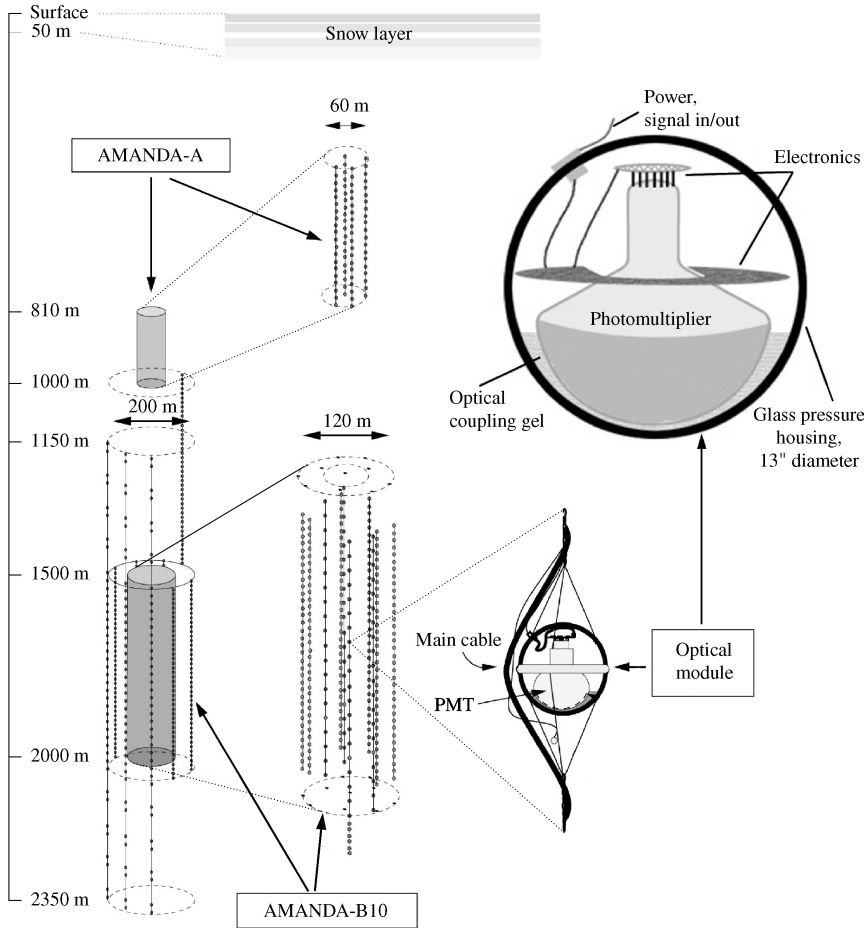 Surface
50 m
Snow layer
60 m
AMANDA-A
Power,
signal in/out
Electronics
810 m
Photomultiplier
1000 m
200 m
Optical
coupling gel
Glass pressure
housing,
13" diameter
1150 m
120 m
1500 m
Main cable
Optical
module
PMT
2000 m
2350 m
AMANDA-B10